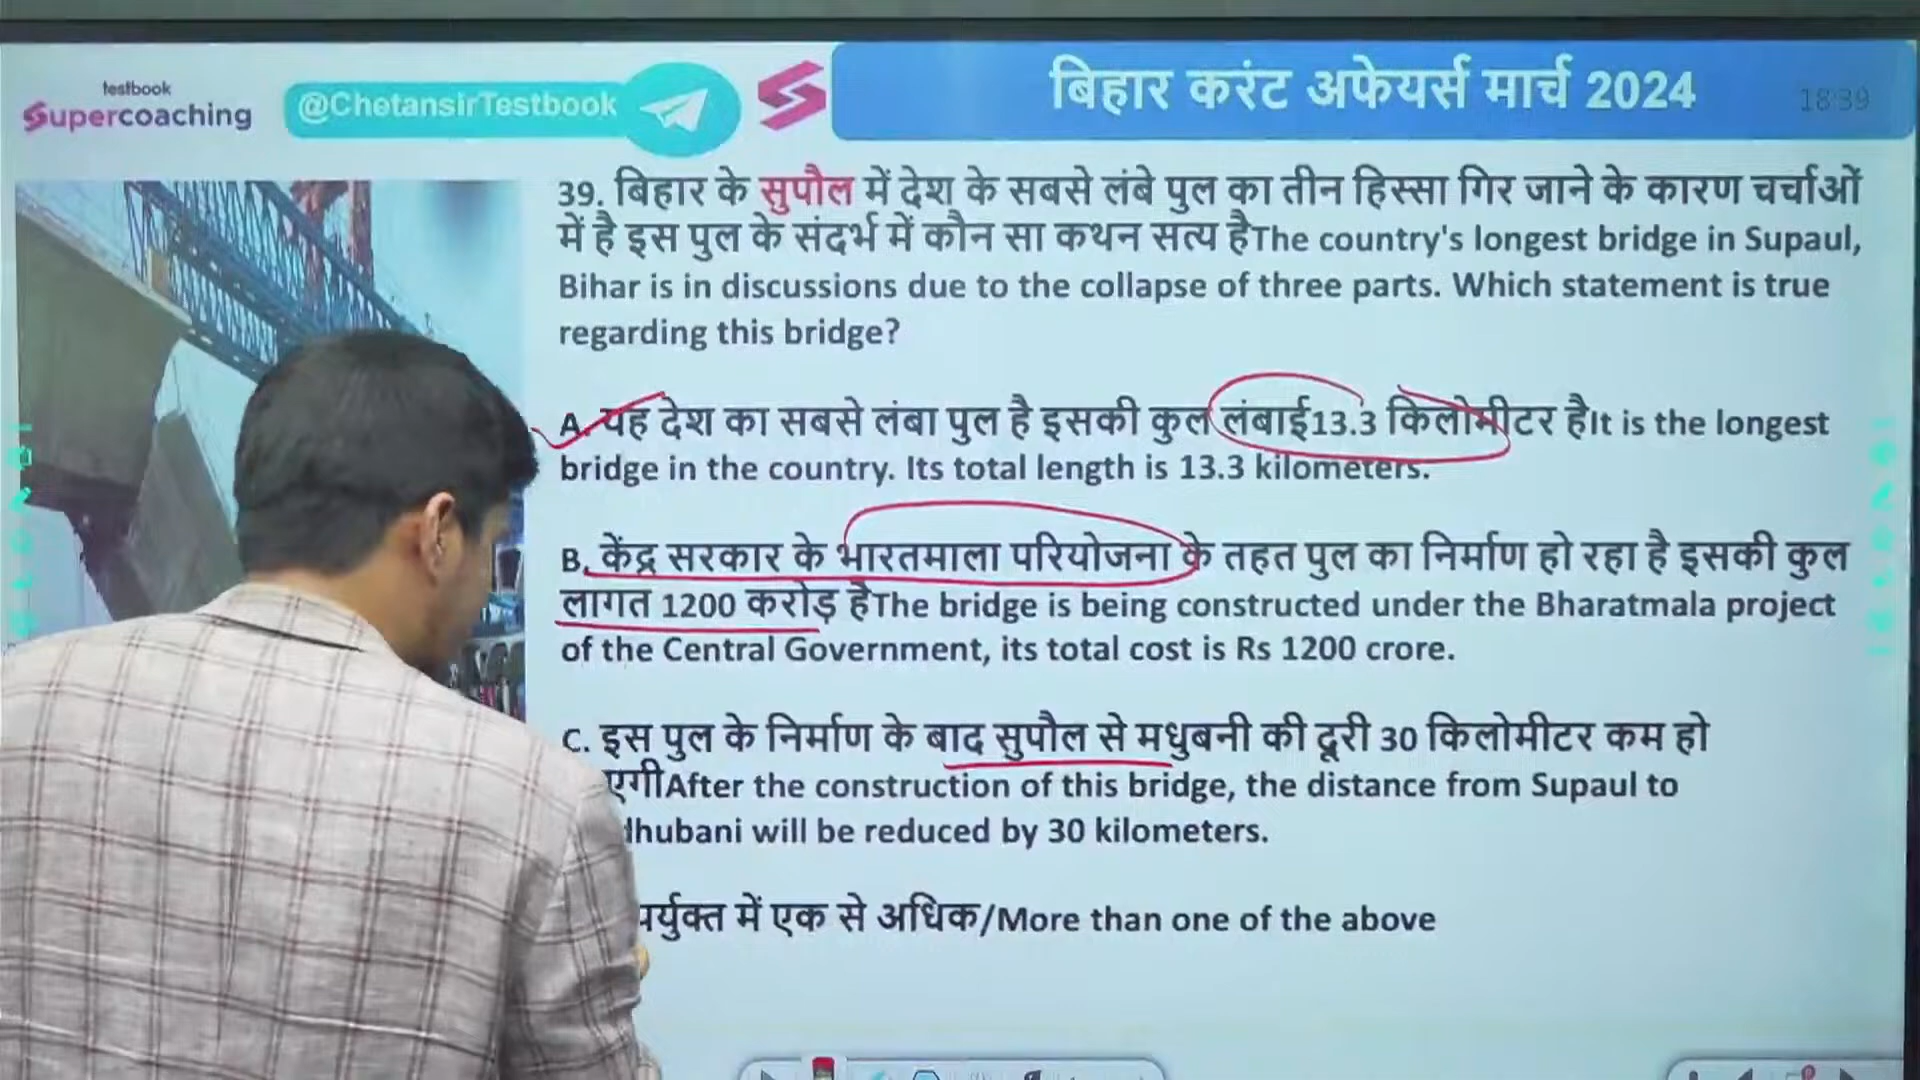 testbook
Supercoaching
@ChetansirTestbook
बिहार करंट अफेयर्स मार्च 2024
18:39
39. बिहार के सुपौल में देश के सबसे लंबे पुल का तीन हिस्सा गिर जाने के कारण चर्चाओं
में है इस पुल के संदर्भ में कौन सा कथन सत्य हैThe country's longest bridge in Supaul,
Bihar is in discussions due to the collapse of three parts. Which statement is true
regarding this bridge?
A. यह देश का सबसे लंबा पुल है इसकी कुल लंबाई13.3 किलोमीटर हैIt is the longest
bridge in the country. Its total length is 13.3 kilometers.
B. केंद्र सरकार के भारतमाला परियोजना के तहत पुल का निर्माण हो रहा है इसकी कुल
लागत 1200 करोड़ हैThe bridge is being constructed under the Bharatmala project
of the Central Government, its total cost is Rs 1200 crore.
C. इस पुल के निर्माण के बाद सुपौल से मधुबनी की दूरी 30 किलोमीटर कम हो
एगीAfter the construction of this bridge, the distance from Supaul to
dhubani will be reduced by 30 kilometers.
पर्युक्त में एक से अधिक/More than one of the above